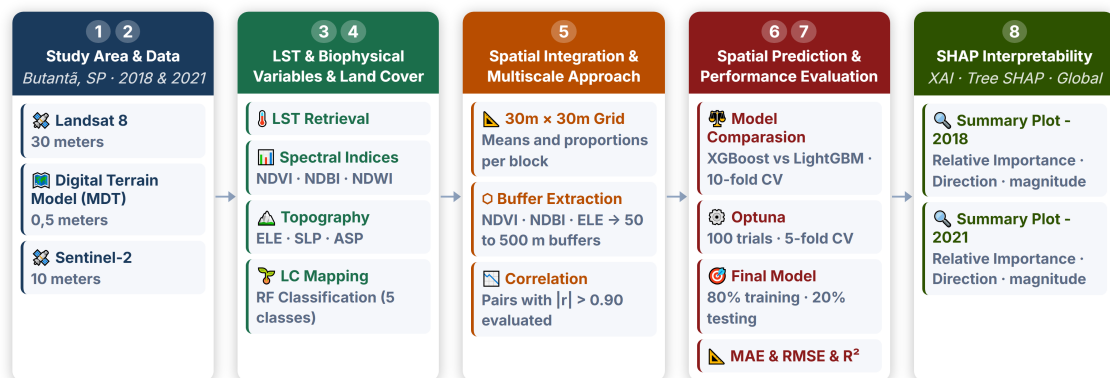 1 2
Study Area & Data
Butantã, SP · 2018 & 2021
Landsat 8
30 meters
Digital Terrain
Model (MDT)
0,5 meters
Sentinel-2
10 meters
3 4
LST & Biophysical
Variables & Land Cover
LST Retrieval
Spectral Indices
NDVI · NDBI · NDWI
Topography
ELE · SLP · ASP
LC Mapping
RF Classification (5
classes)
5
Spatial Integration &
Multiscale Approach
30m × 30m Grid
Means and proportions
per block
Buffer Extraction
NDVI · NDBI · ELE → 50
to 500 m buffers
Correlation
Pairs with |r| > 0.90
evaluated
6 7
Spatial Prediction &
Performance Evaluation
Model
Comparasion
XGBoost vs LightGBM ·
10-fold CV
Optuna
100 trials · 5-fold CV
Final Model
80% training · 20%
testing
MAE & RMSE & R²
8
SHAP Interpretability
XAI · Tree SHAP · Global
Summary Plot -
2018
Relative Importance ·
Direction · magnitude
Summary Plot -
2021
Relative Importance ·
Direction · magnitude